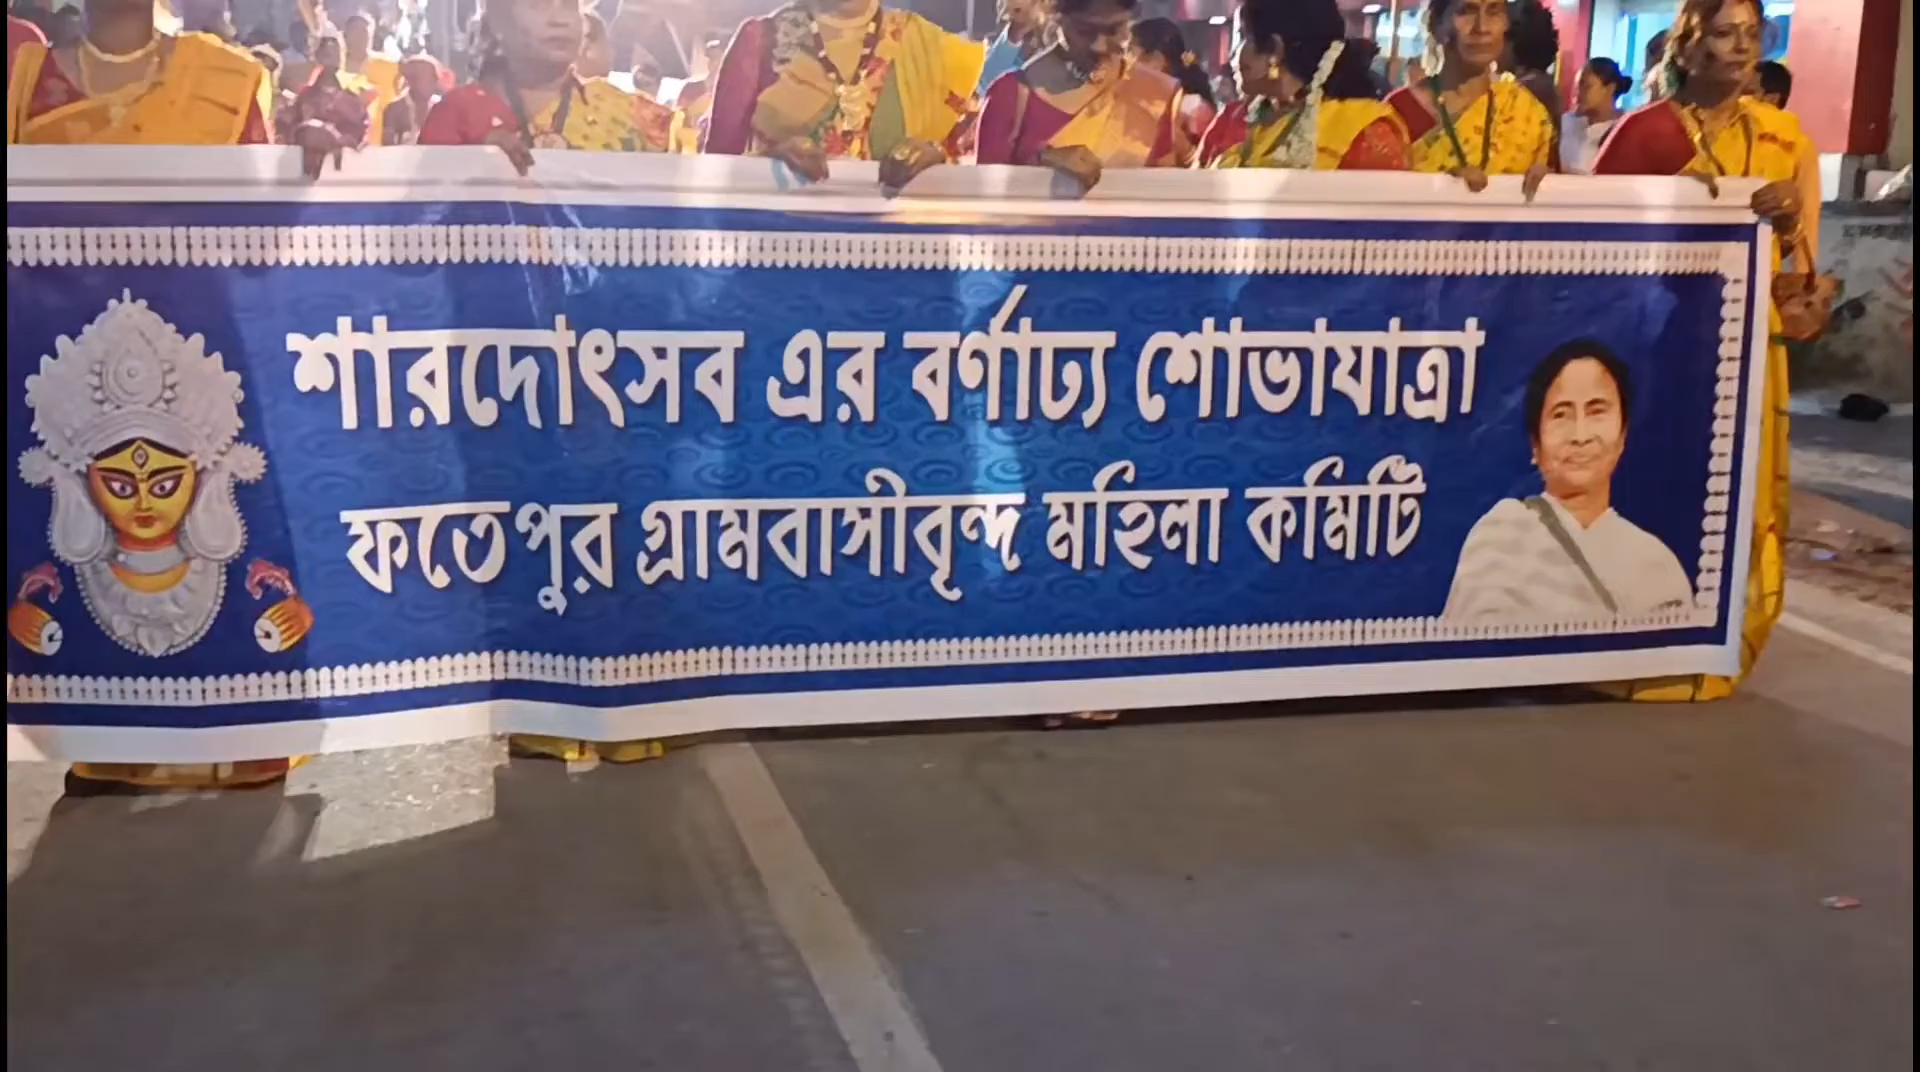 শারদোৎসব এর বর্ণাঢ্য শোভাযাত্রা
ফতেপুর গ্রামবাসীবৃন্দ মহিলা কমিটি